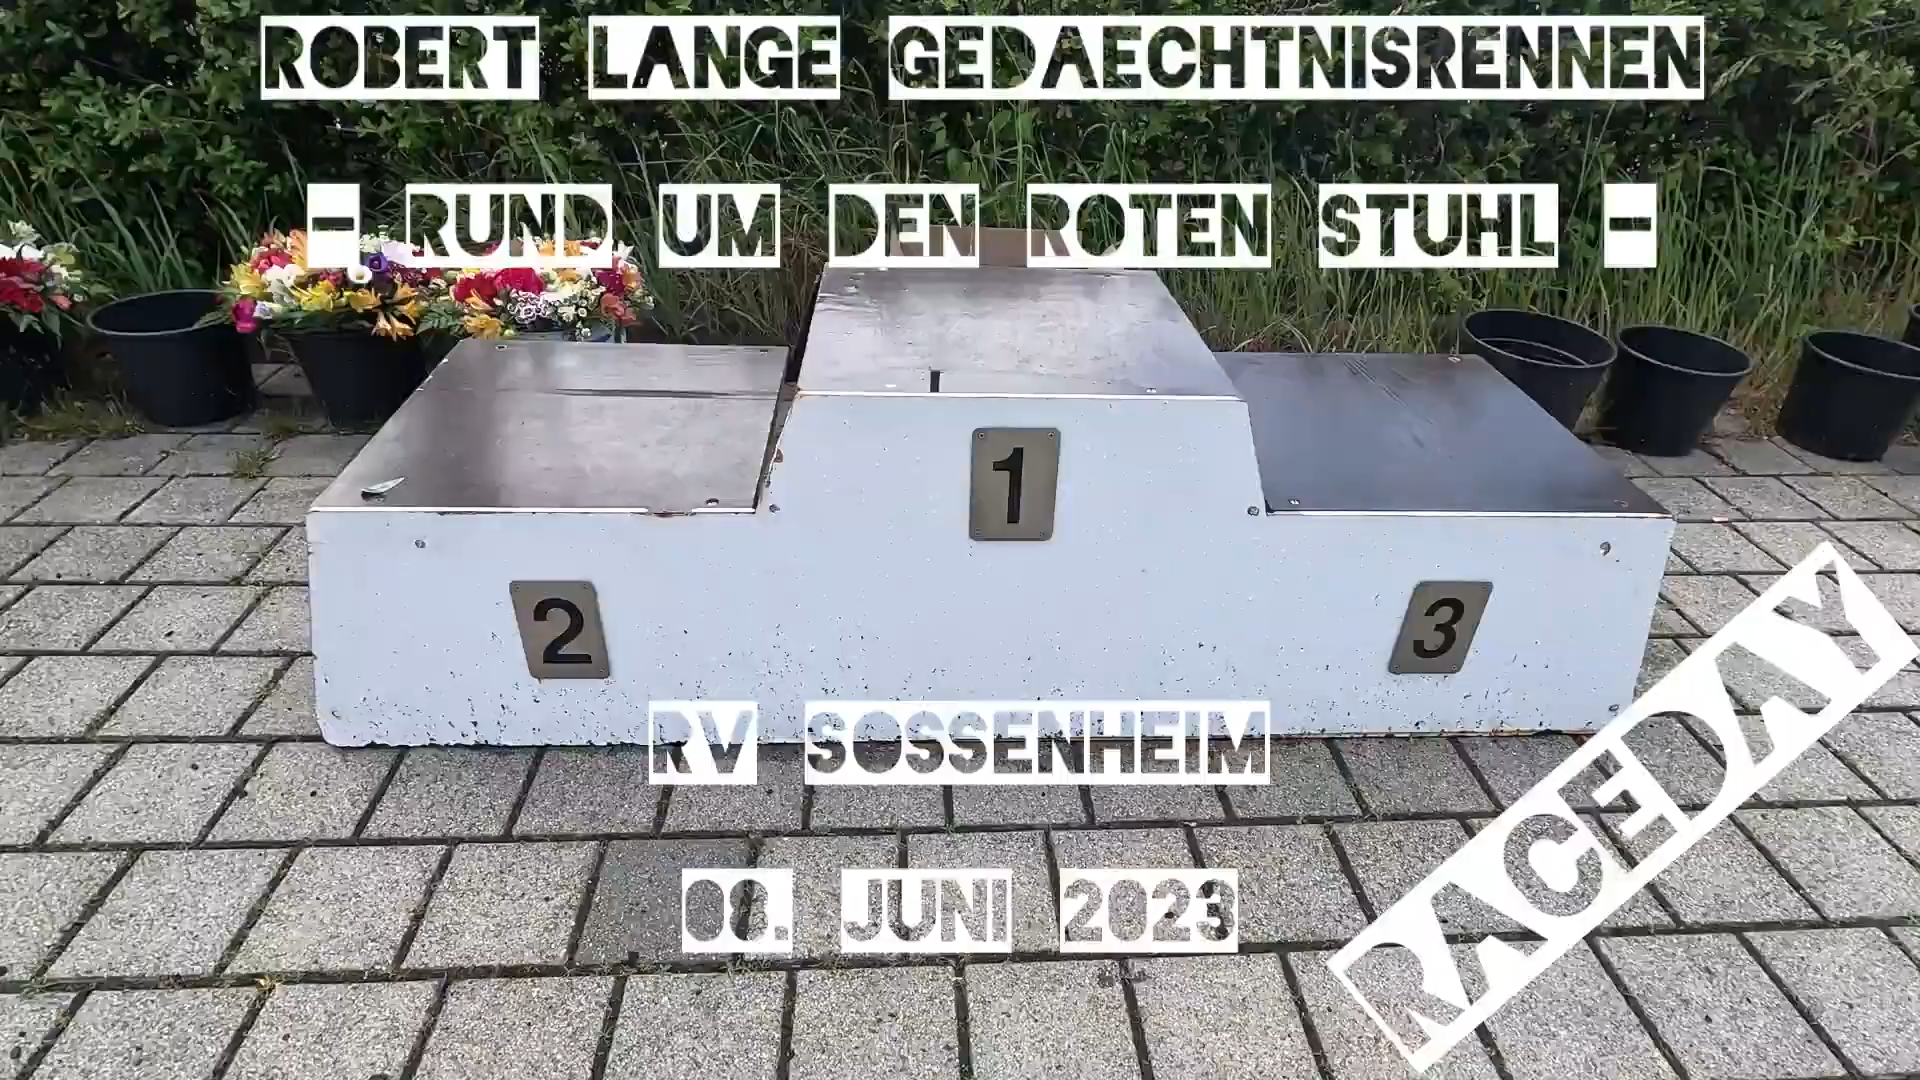 ROBERT LANGE GEDAECHTNISRENNEN
- RUND UM DEN ROTEN STUHL -
1
2
3
RV SOSSENHEIM
08. JUNI 2023
RACEDAY